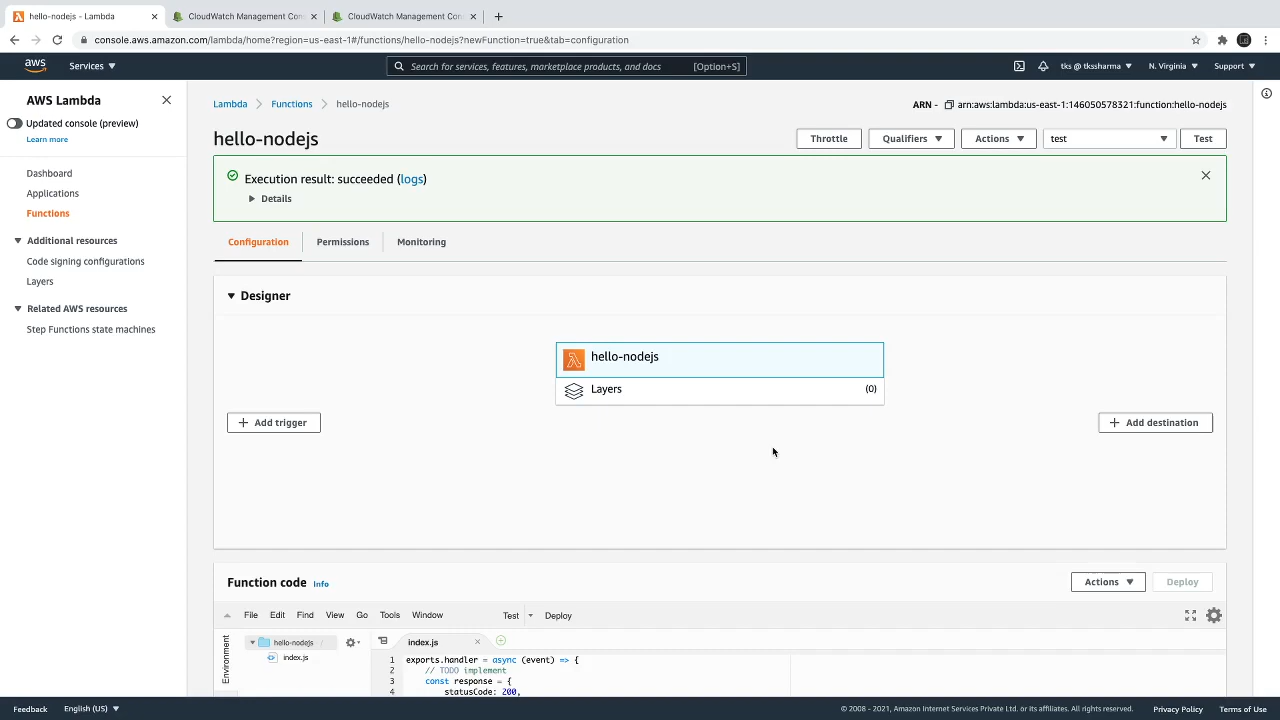 hello-nodejs - Lambda
CloudWatch Management Con
CloudWatch Management Con
console.aws.amazon.com/lambda/home?region=us-east-1#/functions/hello-nodejs?newFunction=true&tab=configuration
aws
Services
Search for services, features, marketplace products, and docs
[Option+S]
tks @ tkssharma
N. Virginia
Support
AWS Lambda
Updated console (preview)
Learn more
Dashboard
Applications
Functions
Additional resources
Code signing configurations
Layers
Related AWS resources
Step Functions state machines
Lambda
Functions
hello-nodejs
ARN - arn:aws:lambda:us-east-1:146050578321:function:hello-nodejs
hello-nodejs
Throttle
Qualifiers
Actions
test
Test
Execution result: succeeded (logs)
Details
Configuration
Permissions
Monitoring
Designer
hello-nodejs
Layers
(0)
Add trigger
Add destination
Function code
Info
Actions
Deploy
File
Edit
Find
View
Go
Tools
Window
Test
Deploy
Environment
hello-nodejs /
index.js
index.js
1 exports.handler = async (event) => {
2 // TODO implement
3 const response = {
4 statusCode: 200,
Feedback
English (US)
© 2008 - 2021, Amazon Internet Services Private Ltd. or its affiliates. All rights reserved.
Privacy Policy
Terms of Use